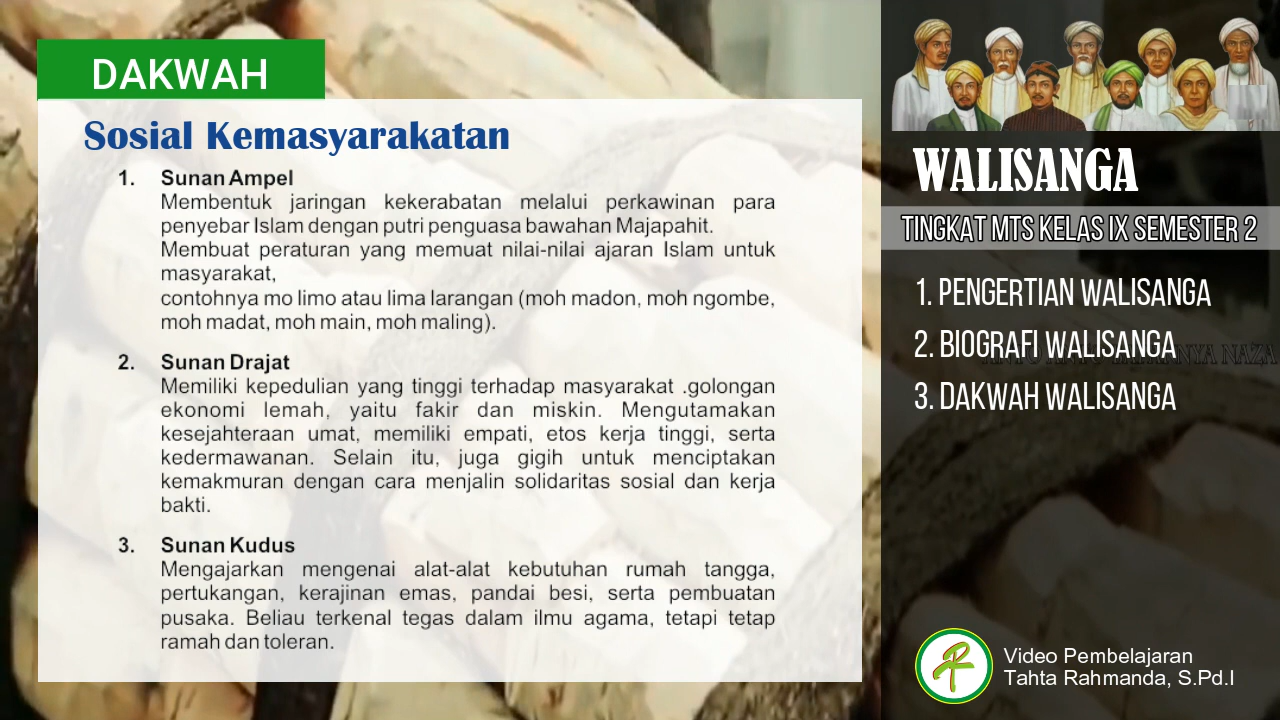 DAKWAH
Sosial Kemasyarakatan
1. Sunan Ampel
Membentuk jaringan kekerabatan melalui perkawinan para
penyebar Islam dengan putri penguasa bawahan Majapahit.
Membuat peraturan yang memuat nilai-nilai ajaran Islam untuk
masyarakat,
contohnya mo limo atau lima larangan (moh madon, moh ngombe,
moh madat, moh main, moh maling).
2. Sunan Drajat
Memiliki kepedulian yang tinggi terhadap masyarakat .golongan
ekonomi lemah, yaitu fakir dan miskin. Mengutamakan
kesejahteraan umat, memiliki empati, etos kerja tinggi, serta
kedermawanan. Selain itu, juga gigih untuk menciptakan
kemakmuran dengan cara menjalin solidaritas sosial dan kerja
bakti.
3. Sunan Kudus
Mengajarkan mengenai alat-alat kebutuhan rumah tangga,
pertukangan, kerajinan emas, pandai besi, serta pembuatan
pusaka. Beliau terkenal tegas dalam ilmu agama, tetapi tetap
ramah dan toleran.
WALISANGA
TINGKAT MTS KELAS IX SEMESTER 2
1. PENGERTIAN WALISANGA
2. BIOGRAFI WALISANGA
3. DAKWAH WALISANGA
Video Pembelajaran
Tahta Rahmanda, S.Pd.I